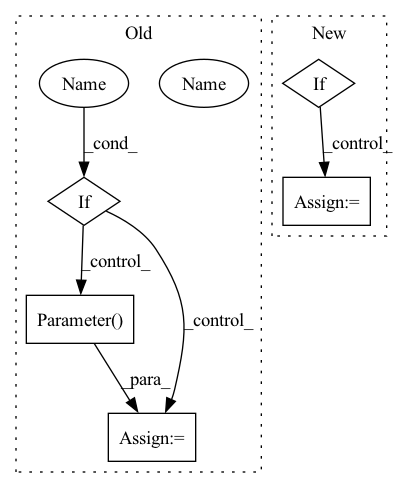 Old
New
Name
Name
If
_cond_
_control_
If
Assign:=
_control_
_control_
Parameter()
_para_
Assign:=